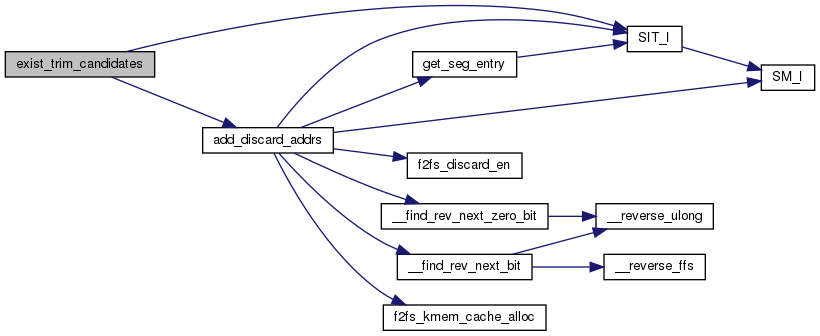 exist_trim_candidates
add_discard_addrs
get_seg_entry
SIT_I
SM_I
f2fs_discard_en
__find_rev_next_zero_bit
__reverse_ulong
__find_rev_next_bit
__reverse_ffs
f2fs_kmem_cache_alloc